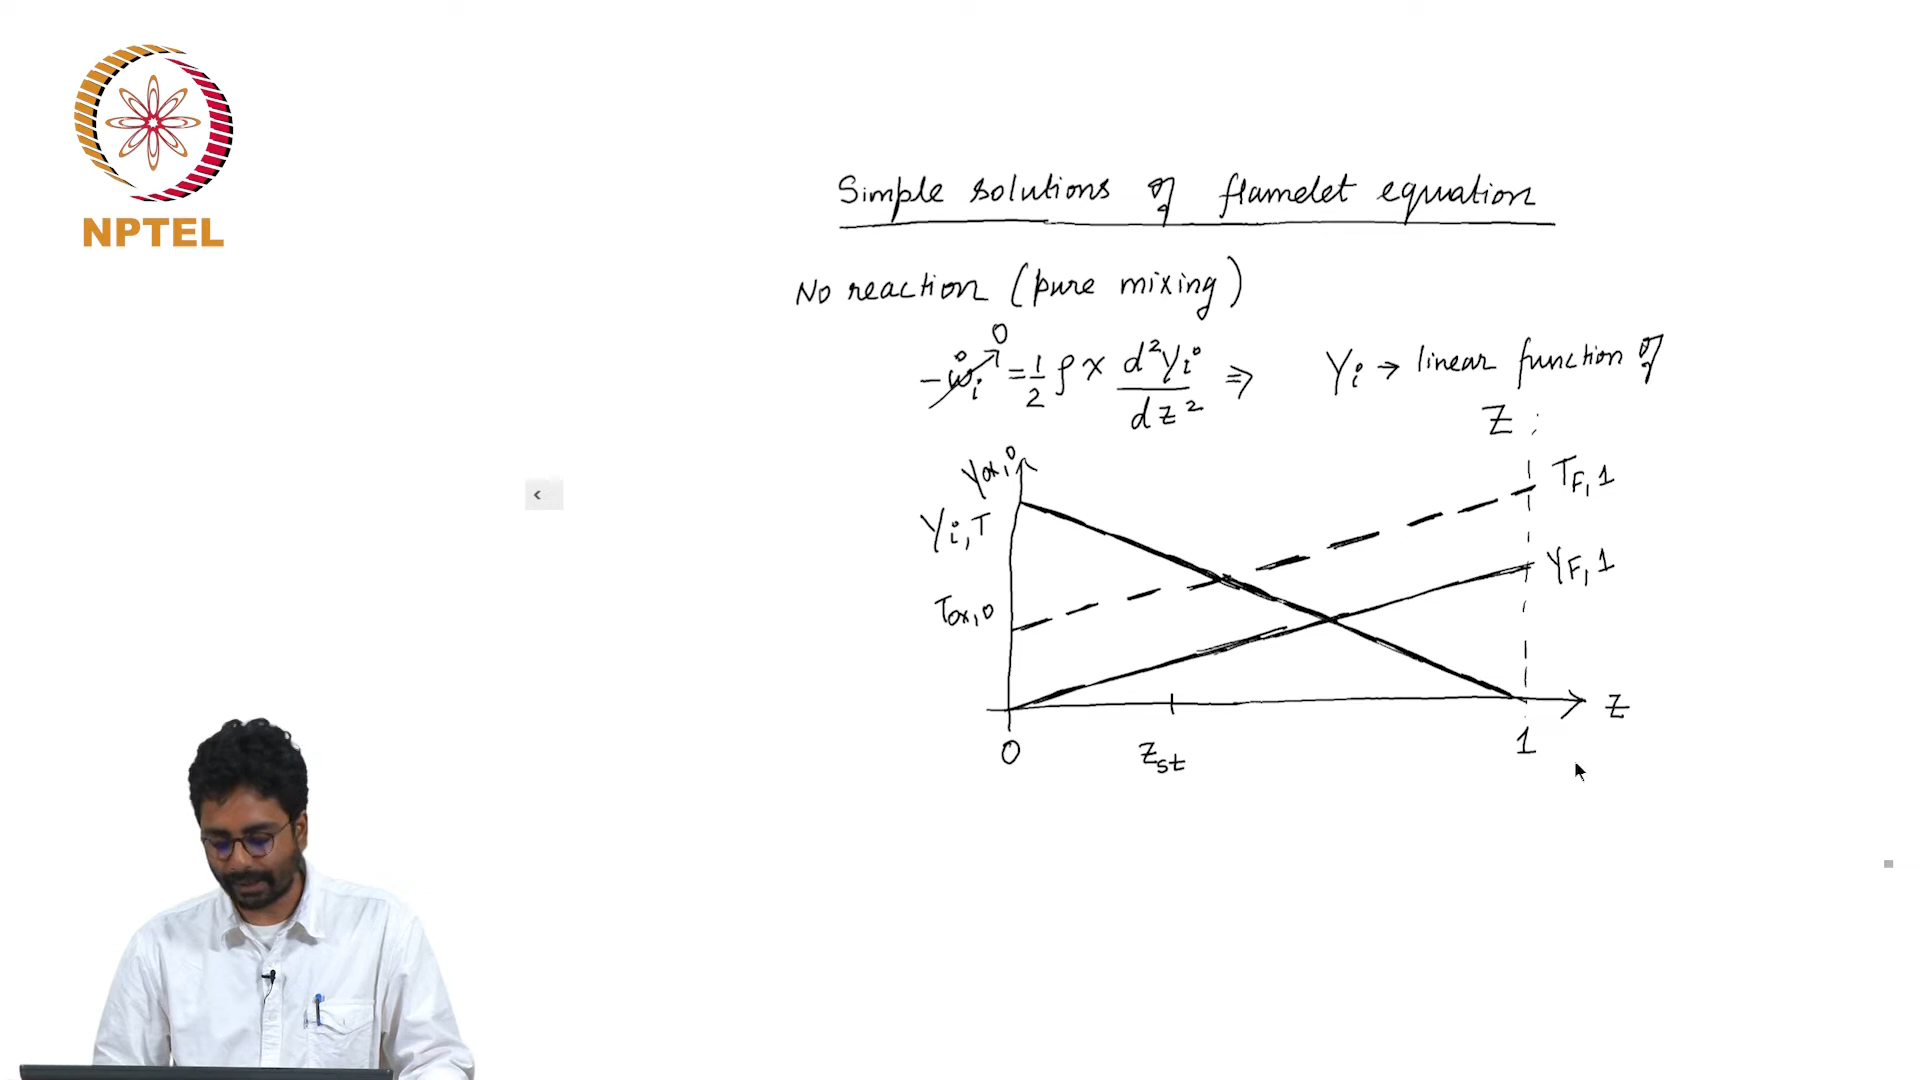 NPTEL
Simple solutions of flamelet equation
No reaction (pure mixing)
-ω̇i → 0 = 1/2 ρ χ d²Yi/dz² ⇒ Yi → linear function of
Z :
Yox,0
Yi,T
TF,1
YF,1
Tox,0
z
0
zst
1